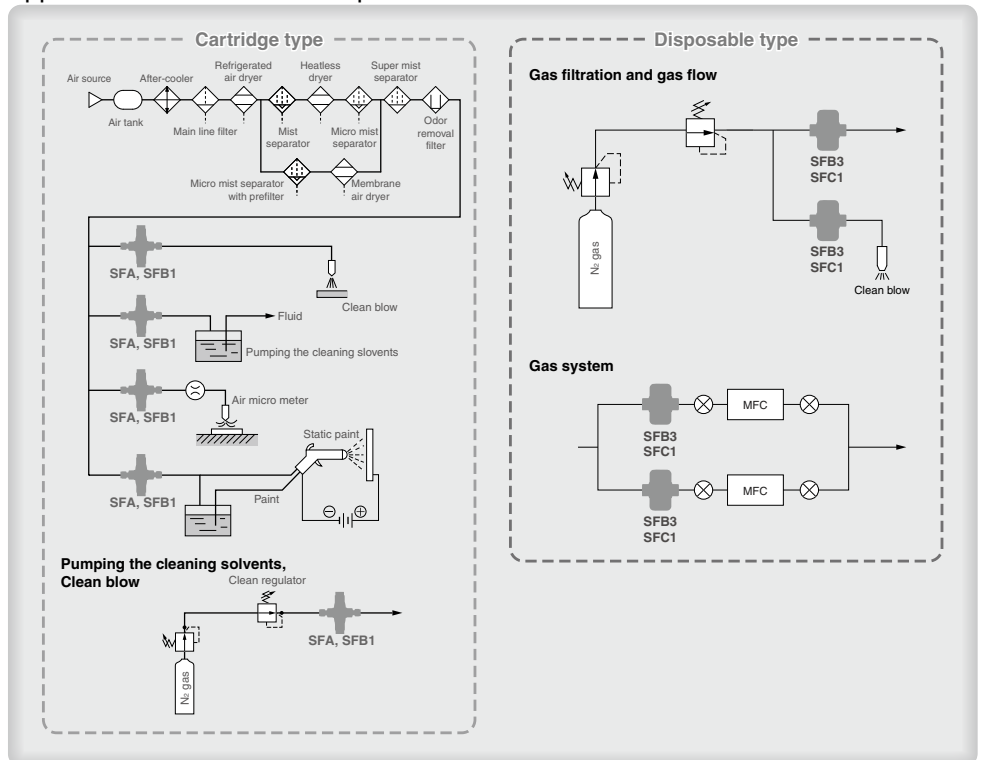 Cartridge type
Air source
Air tank
After-cooler
Main line filter
Refrigerated
air dryer
Mist
separator
Heatless
dryer
Micro mist
separator
Super mist
separator
Odor
removal
filter
Micro mist separator
with prefilter
Membrane
air dryer
SFA, SFB1
Clean blow
SFA, SFB1
Fluid
Pumping the cleaning slovents
SFA, SFB1
Air micro meter
SFA, SFB1
Static paint
Paint
Pumping the cleaning solvents,
Clean blow
Clean regulator
SFA, SFB1
N2 gas
Disposable type
Gas filtration and gas flow
N2 gas
SFB3
SFC1
SFB3
SFC1
Clean blow
Gas system
SFB3
SFC1
MFC
SFB3
SFC1
MFC